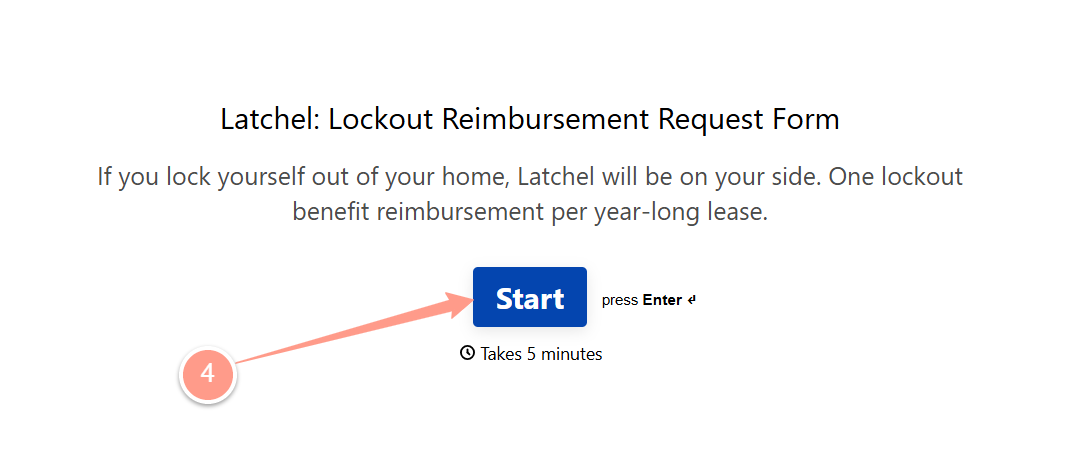 Latchel: Lockout Reimbursement Request Form
If you lock yourself out of your home, Latchel will be on your side. One lockout
benefit reimbursement per year-long lease.
Start
press Enter ↵
Takes 5 minutes
4